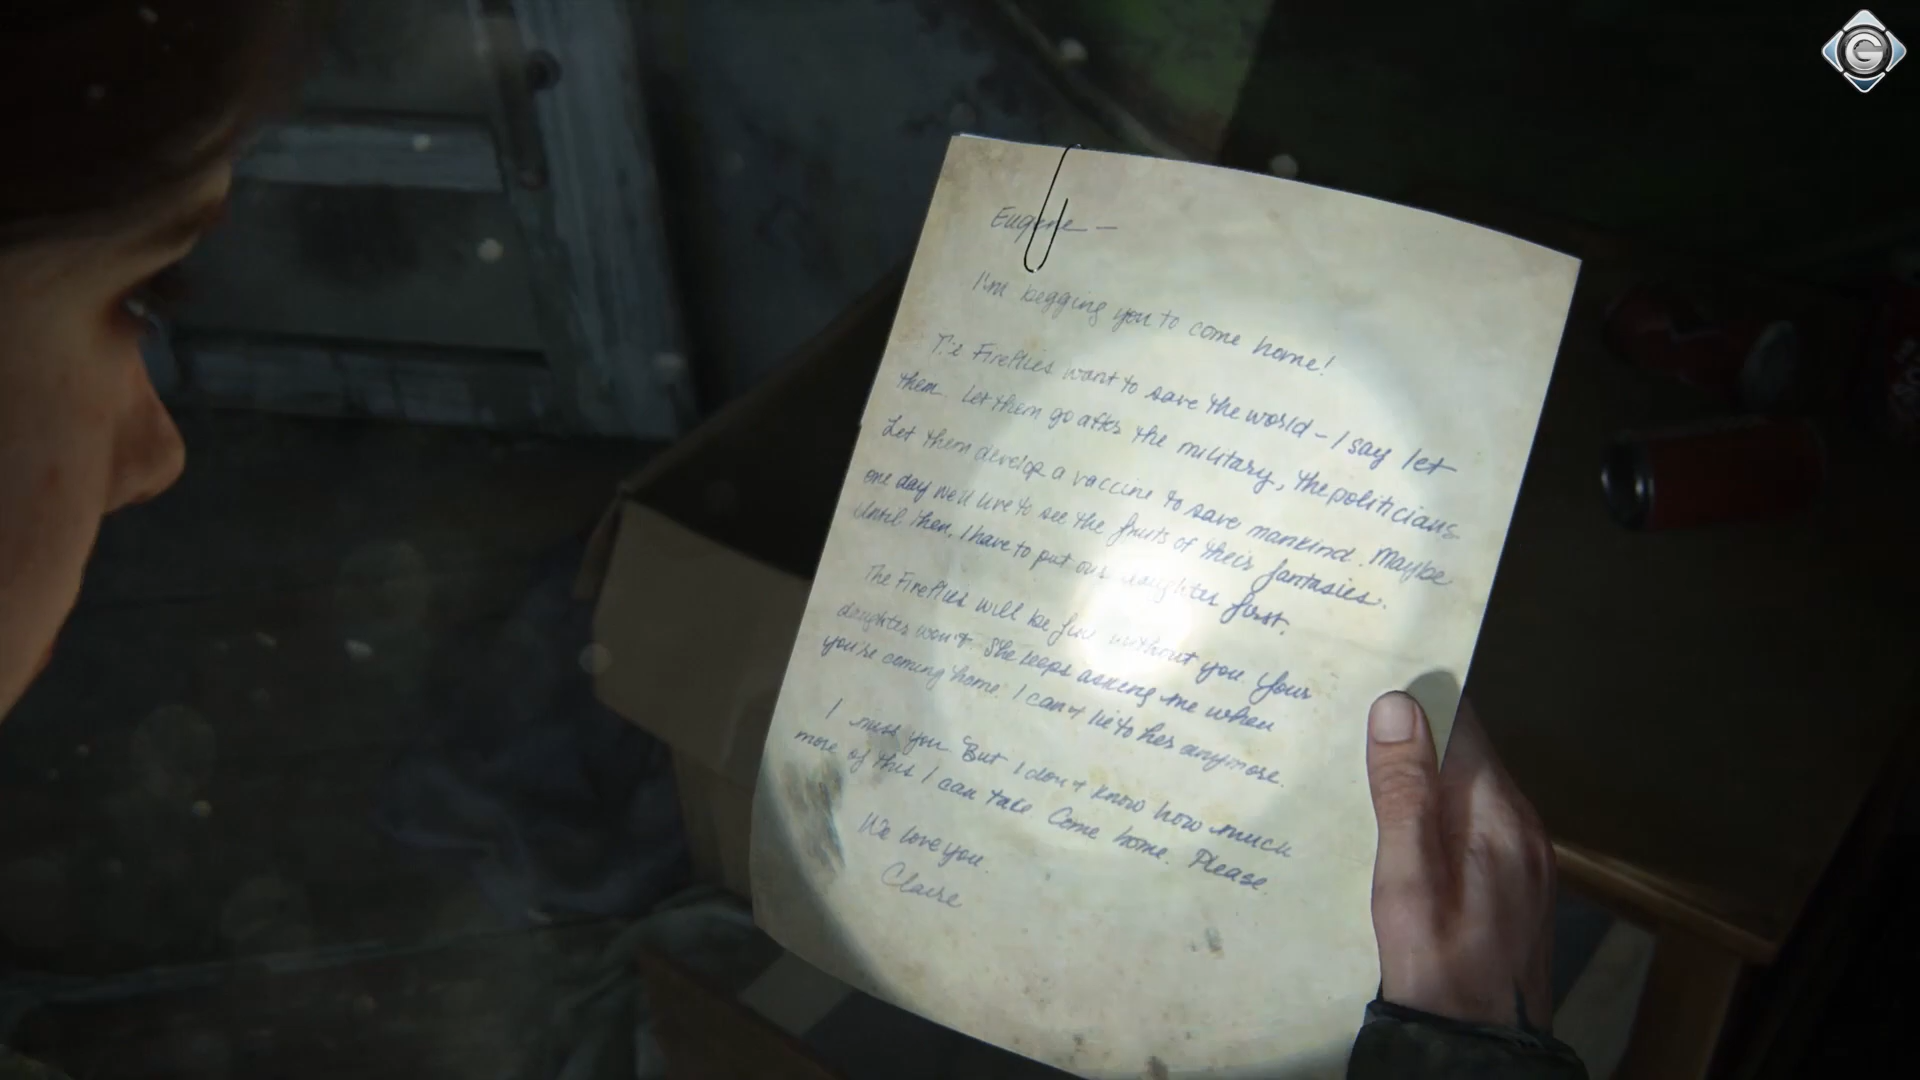 Eugene —
I'm begging you to come home!
The Fireflies want to save the world – I say let
them. Let them go after the military, the politicians.
Let them develop a vaccine to save mankind. Maybe
one day we'll live to see the fruits of their fantasies.
Until then, I have to put our daughter first.
The Fireflies will be fine without you. Your
daughter won't. She keeps asking me when
you're coming home. I can't lie to her anymore.
I miss you. But I don't know how much
more of this I can take. Come home. Please.
We love you.
Claire
G